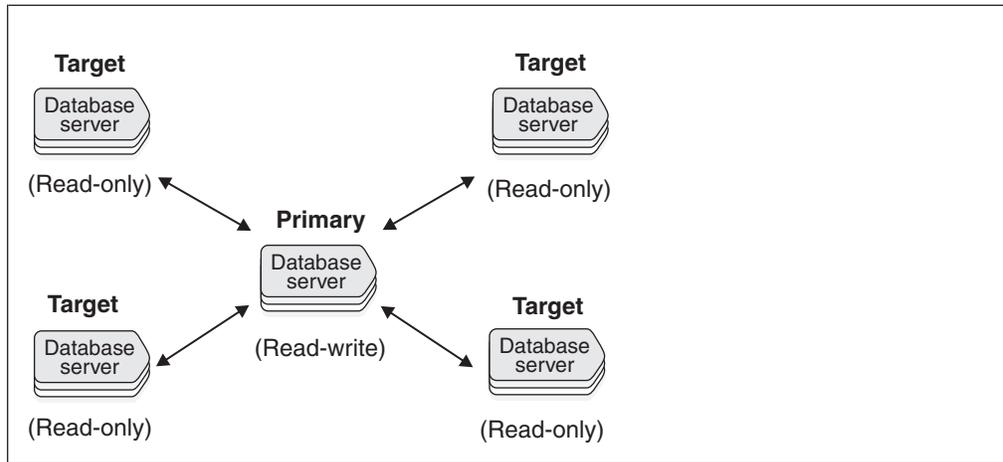 Target
Database
server
(Read-only)
Target
Database
server
(Read-only)
Primary
Database
server
(Read-write)
Target
Database
server
(Read-only)
Target
Database
server
(Read-only)